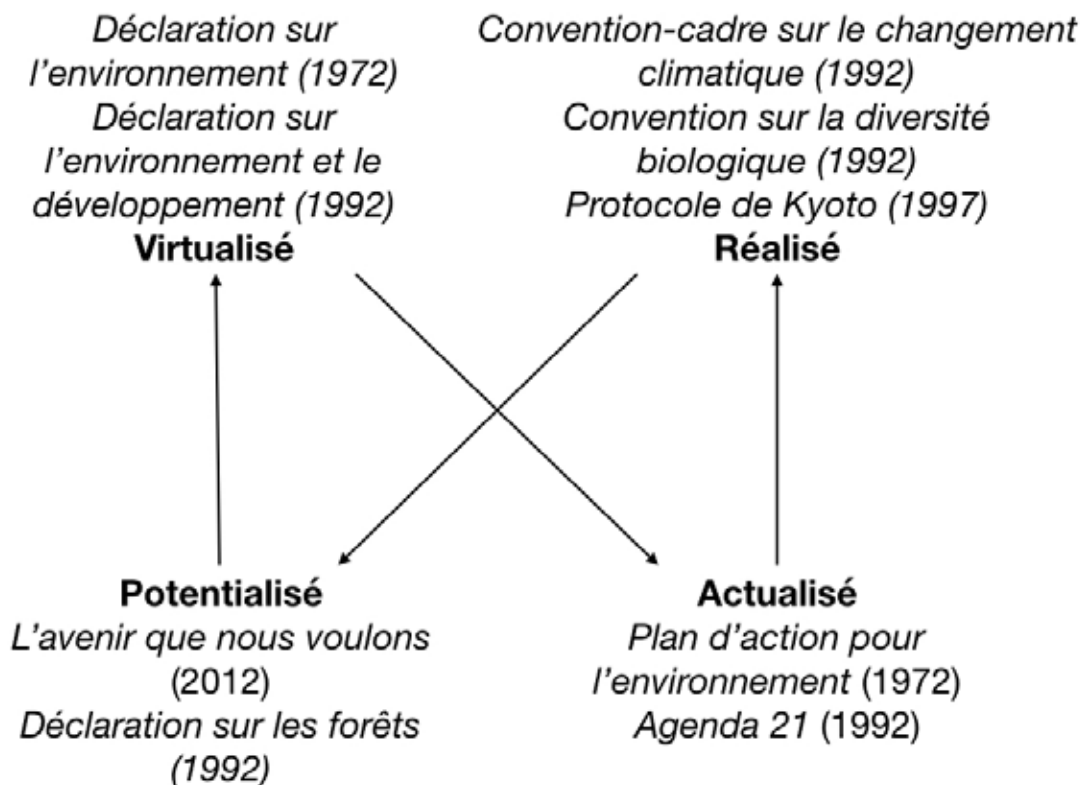 Déclaration sur
l'environnement (1972)
Déclaration sur
l'environnement et le
développement (1992)
Virtualisé
Convention-cadre sur le changement
climatique (1992)
Convention sur la diversité
biologique (1992)
Protocole de Kyoto (1997)
Réalisé
Potentialisé
L'avenir que nous voulons
(2012)
Déclaration sur les forêts
(1992)
Actualisé
Plan d'action pour
l'environnement (1972)
Agenda 21 (1992)